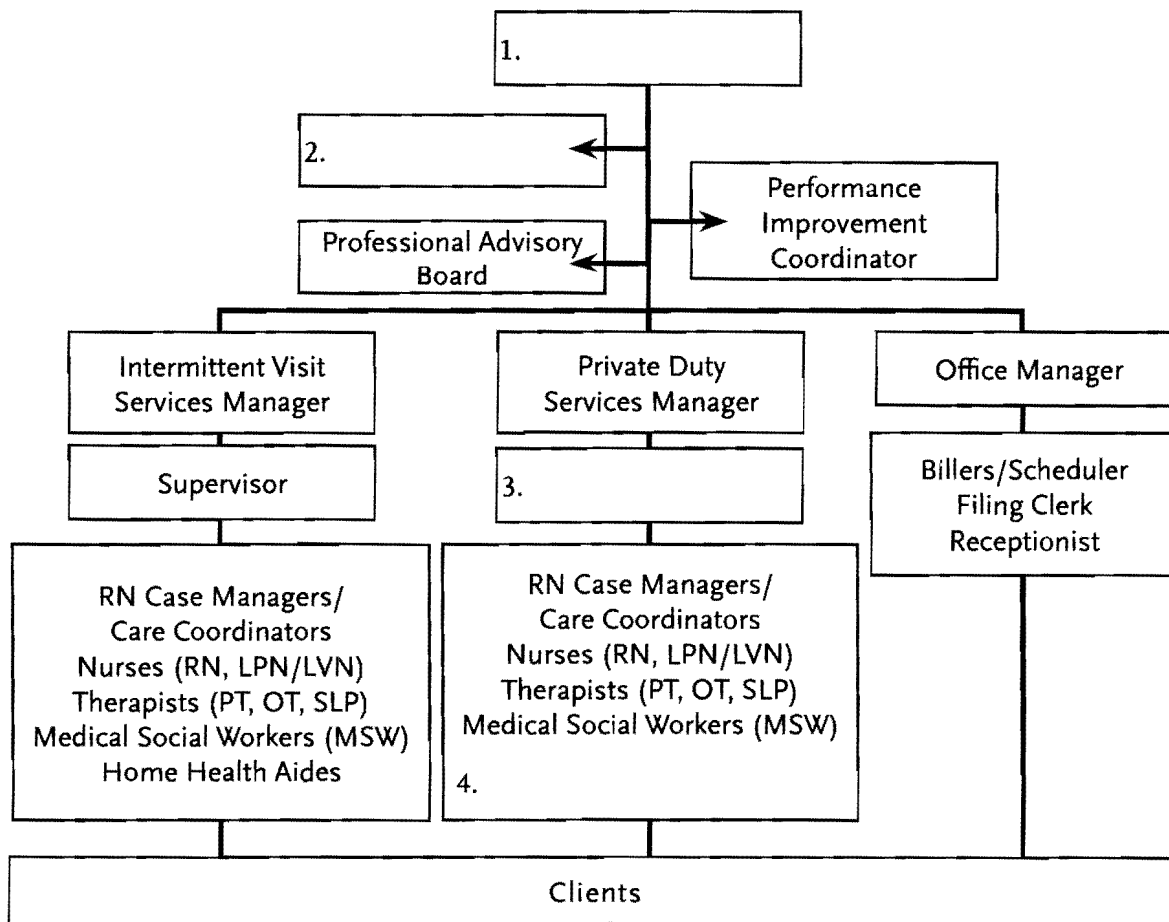 1.
2.
Performance
Improvement
Coordinator
Professional Advisory
Board
Intermittent Visit
Services Manager
Private Duty
Services Manager
Office Manager
Supervisor
3.
Billers/Scheduler
Filing Clerk
Receptionist
RN Case Managers/
Care Coordinators
Nurses (RN, LPN/LVN)
Therapists (PT, OT, SLP)
Medical Social Workers (MSW)
Home Health Aides
RN Case Managers/
Care Coordinators
Nurses (RN, LPN/LVN)
Therapists (PT, OT, SLP)
Medical Social Workers (MSW)
4.
Clients